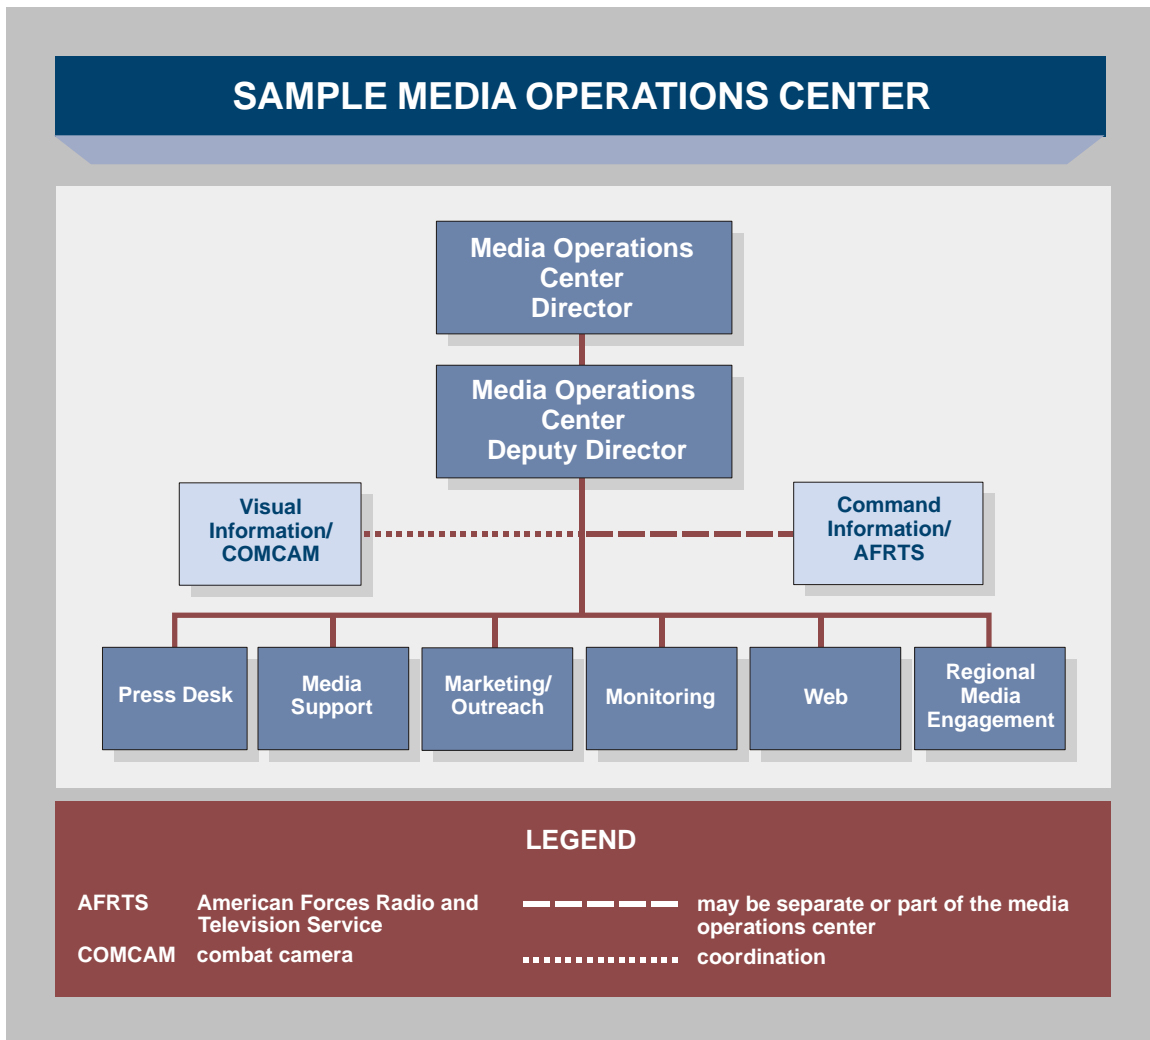 SAMPLE MEDIA OPERATIONS CENTER
Media Operations
Center
Director
Media Operations
Center
Deputy Director
Visual
Information/
COMCAM
Command
Information/
AFRTS
Press Desk
Media
Support
Marketing/
Outreach
Monitoring
Web
Regional
Media
Engagement
LEGEND
AFRTS American Forces Radio and
Television Service
COMCAM combat camera
may be separate or part of the media
operations center
coordination